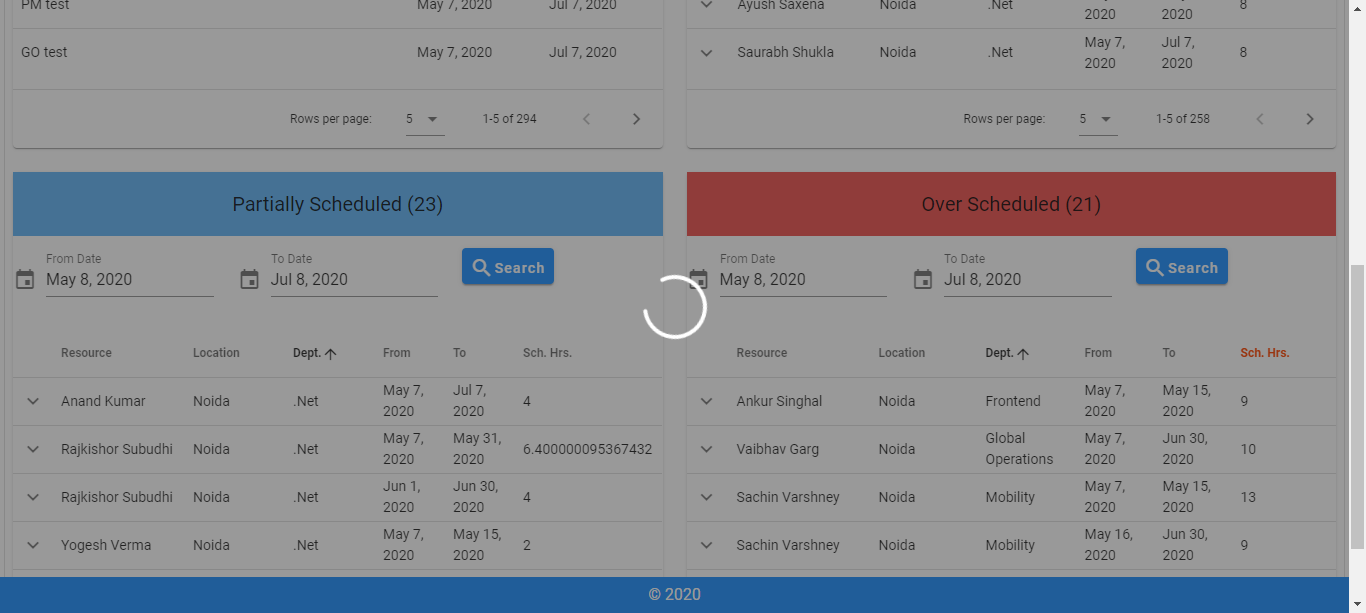 PM test May 7, 2020 Jul 7, 2020
GO test May 7, 2020 Jul 7, 2020
Rows per page: 5 1-5 of 294
Ayush Saxena Noida .Net 2020 2020 8
Saurabh Shukla Noida .Net May 7, 2020 Jul 7, 2020 8
Rows per page: 5 1-5 of 258
Partially Scheduled (23)
From Date To Date
May 8, 2020 Jul 8, 2020 Search
Resource Location Dept. From To Sch. Hrs.
Anand Kumar Noida .Net May 7, 2020 Jul 7, 2020 4
Rajkishor Subudhi Noida .Net May 7, 2020 May 31, 2020 6.400000095367432
Rajkishor Subudhi Noida .Net Jun 1, 2020 Jun 30, 2020 4
Yogesh Verma Noida .Net May 7, 2020 May 15, 2020 2
Over Scheduled (21)
From Date To Date
May 8, 2020 Jul 8, 2020 Search
Resource Location Dept. From To Sch. Hrs.
Ankur Singhal Noida Frontend May 7, 2020 May 15, 2020 9
Vaibhav Garg Noida Global Operations May 7, 2020 Jun 30, 2020 10
Sachin Varshney Noida Mobility May 7, 2020 May 15, 2020 13
Sachin Varshney Noida Mobility May 16, 2020 Jun 30, 2020 9
© 2020